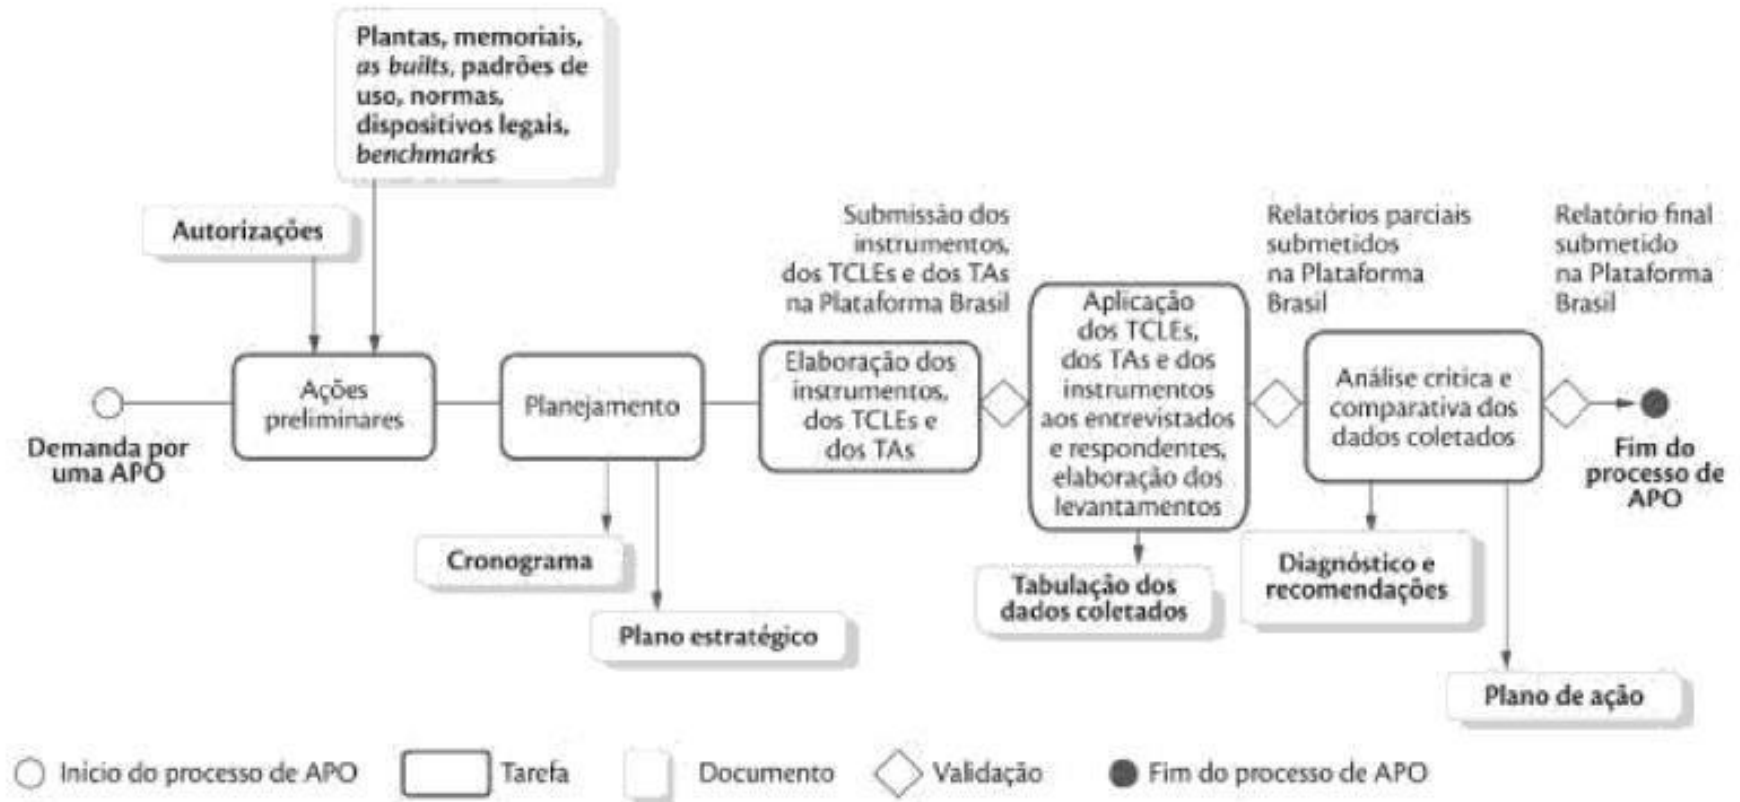 Plantas, memoriais,
as builts, padrões de
uso, normas,
dispositivos legais,
benchmarks
Autorizações
Submissão dos
instrumentos,
dos TCLEs e dos TAs
na Plataforma Brasil
Relatórios parciais
submetidos
na Plataforma
Brasil
Relatório final
submetido
na Plataforma
Brasil
Demanda por
uma APO
Ações
preliminares
Planejamento
Elaboração dos
instrumentos,
dos TCLEs e
dos TAs
Aplicação
dos TCLEs,
dos TAs e dos
instrumentos
aos entrevistados
e respondentes,
elaboração dos
levantamentos
Análise crítica e
comparativa dos
dados coletados
Fim do
processo de
APO
Cronograma
Plano estratégico
Tabulação dos
dados coletados
Diagnóstico e
recomendações
Plano de ação
Início do processo de APO
Tarefa
Documento
Validação
Fim do processo de APO